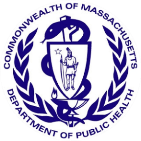 COMMONWEALTH OF MASSACHUSETTS
DEPARTMENT OF PUBLIC HEALTH